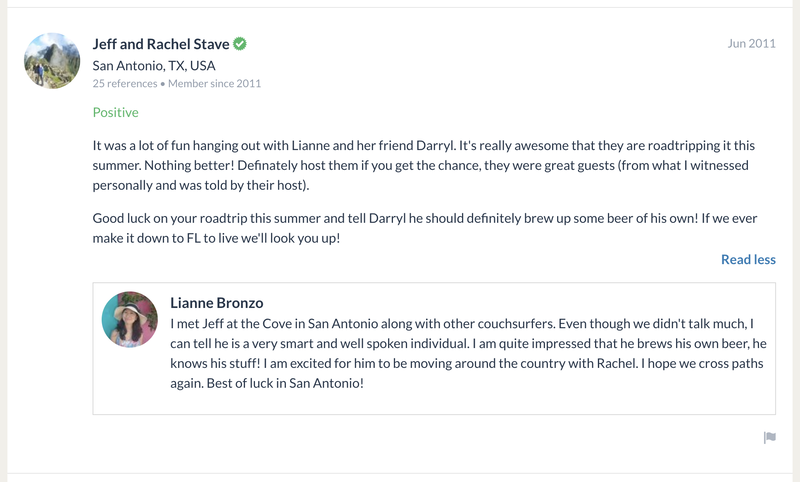 Jeff and Rachel Stave
Jun 2011
San Antonio, TX, USA
25 references • Member since 2011
Positive
It was a lot of fun hanging out with Lianne and her friend Darryl. It's really awesome that they are roadtripping it this
summer. Nothing better! Definately host them if you get the chance, they were great guests (from what I witnessed
personally and was told by their host).
Good luck on your roadtrip this summer and tell Darryl he should definitely brew up some beer of his own! If we ever
make it down to FL to live we'll look you up!
Read less
Lianne Bronzo
I met Jeff at the Cove in San Antonio along with other couchsurfers. Even though we didn't talk much, I
can tell he is a very smart and well spoken individual. I am quite impressed that he brews his own beer, he
knows his stuff! I am excited for him to be moving around the country with Rachel. I hope we cross paths
again. Best of luck in San Antonio!